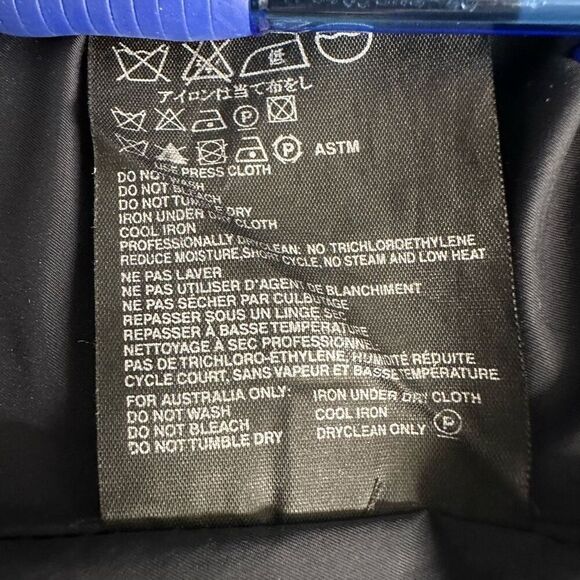 低
アイロンは当て布をし
P
P ASTM
USE PRESS CLOTH
DO NOT WASH
DO NOT BLEACH
DO NOT TUMBLE DRY
IRON UNDER DRY CLOTH
COOL IRON
PROFESSIONALLY DRYCLEAN: NO TRICHLOROETHYLENE
REDUCE MOISTURE, SHORT CYCLE, NO STEAM AND LOW HEAT
NE PAS LAVER
NE PAS UTILISER D'AGENT DE BLANCHIMENT
NE PAS SÉCHER PAR CULBUTAGE
REPASSER SOUS UN LINGE SEC
REPASSER À BASSE TEMPÉRATURE
NETTOYAGE À SEC PROFESSIONNEL
PAS DE TRICHLORO-ÉTHYLÈNE, HUMIDITÉ RÉDUITE
CYCLE COURT, SANS VAPEUR ET BASSE TEMPÉRATURE
FOR AUSTRALIA ONLY: IRON UNDER DRY CLOTH
DO NOT WASH COOL IRON
DO NOT BLEACH DRYCLEAN ONLY P
DO NOT TUMBLE DRY